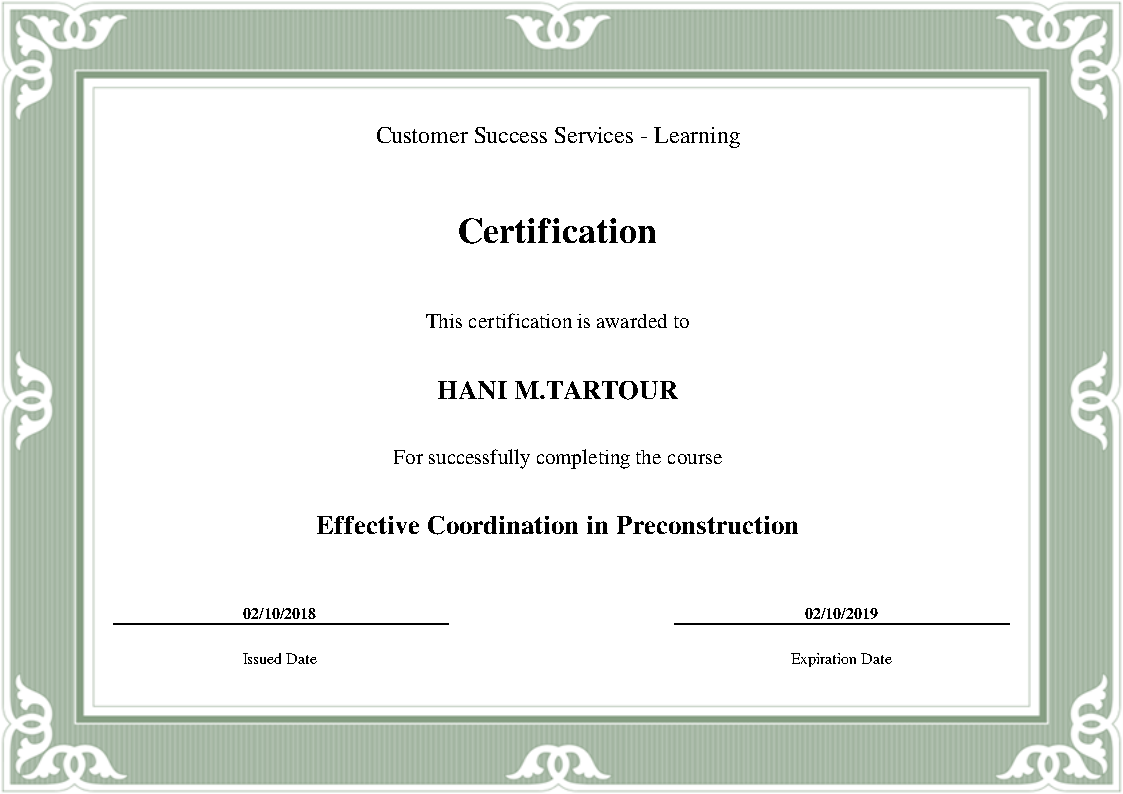 Customer Success Services - Learning
Certification
This certification is awarded to
HANI M.TARTOUR
For successfully completing the course
Effective Coordination in Preconstruction
02/10/2018
Issued Date
02/10/2019
Expiration Date